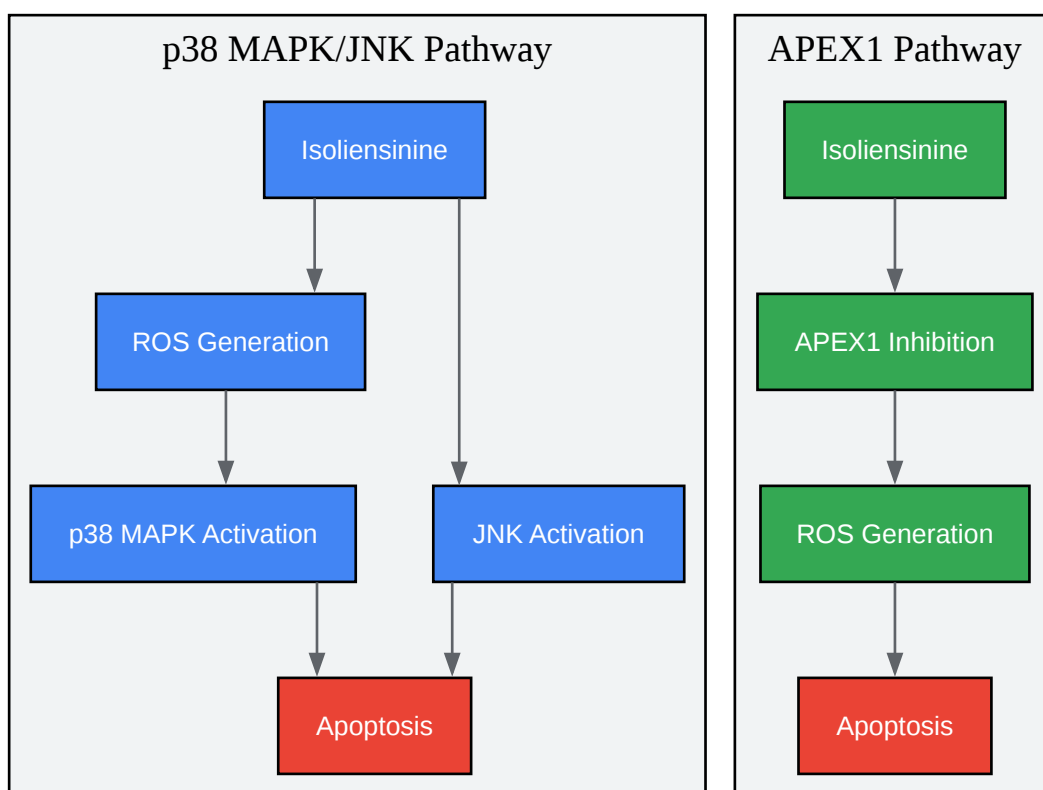 p38 MAPK/JNK Pathway
Isoliensinine
ROS Generation
p38 MAPK Activation
JNK Activation
Apoptosis
APEX1 Pathway
Isoliensinine
APEX1 Inhibition
ROS Generation
Apoptosis